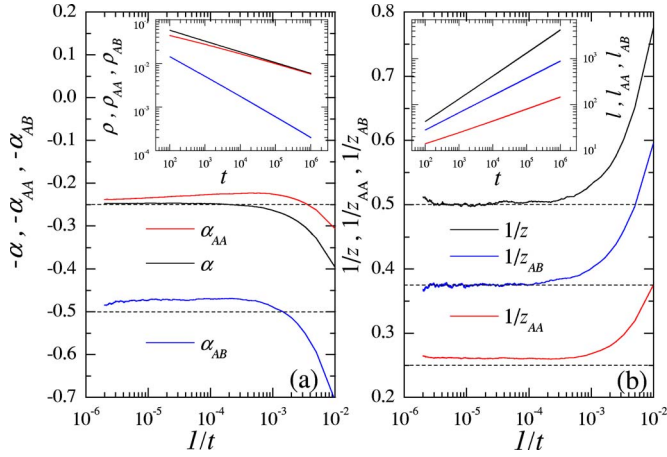 0.2
0.1
0.0
-0.1
-0.2
-0.3
-0.4
-0.5
-0.6
-0.7
-α , -α_AA , -α_AB
10^-6 10^-5 10^-4 10^-3 10^-2
1/t
10^-1
10^-2
10^-3
10^-4
ρ , ρ_AA , ρ_AB
10^2 10^3 10^4 10^5 10^6
t
α_AA
α
α_AB
(a)
0.8
0.7
0.6
0.5
0.4
0.3
0.2
1/z , 1/z_AA , 1/z_AB
10^-6 10^-5 10^-4 10^-3 10^-2
1/t
10^2 10^3 10^4 10^5 10^6
t
10^3
10^2
10^1
l , l_AA , l_AB
1/z
1/z_AB
1/z_AA
(b)